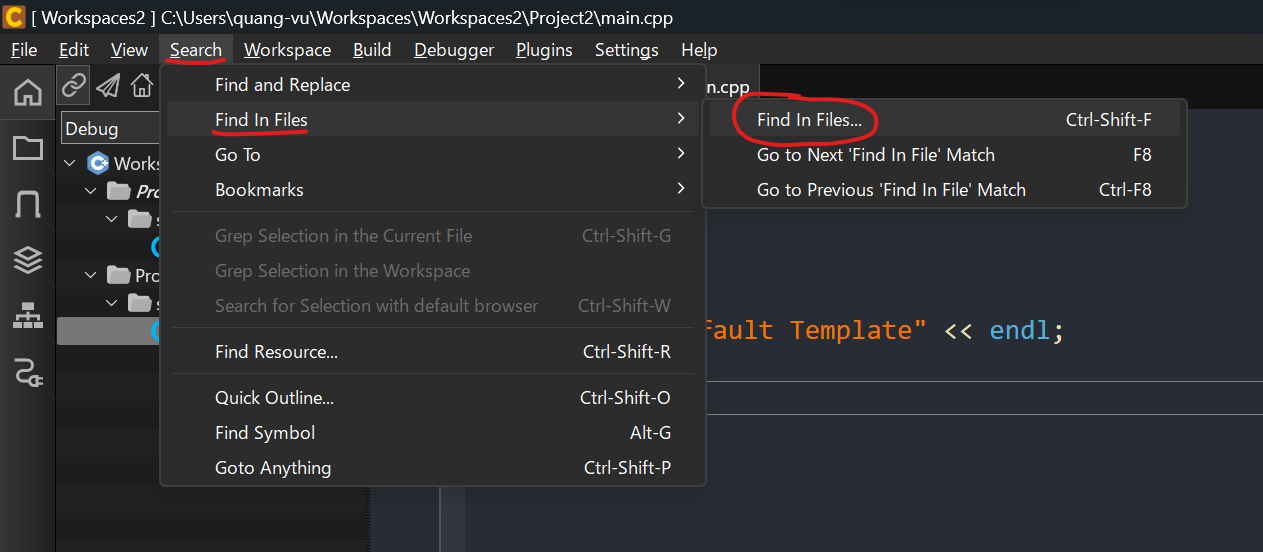 [ Workspaces2 ] C:\Users\quang-vu\Workspaces\Workspaces2\Project2\main.cpp
File Edit View Search Workspace Build Debugger Plugins Settings Help
Debug
Find and Replace
Find In Files
Go To
Bookmarks
Grep Selection in the Current File Ctrl-Shift-G
Grep Selection in the Workspace
Search for Selection with default browser Ctrl-Shift-W
Find Resource... Ctrl-Shift-R
Quick Outline... Ctrl-Shift-O
Find Symbol Alt-G
Goto Anything Ctrl-Shift-P
n.cpp
Find In Files... Ctrl-Shift-F
Go to Next 'Find In File' Match F8
Go to Previous 'Find In File' Match Ctrl-F8
fault Template" << endl;